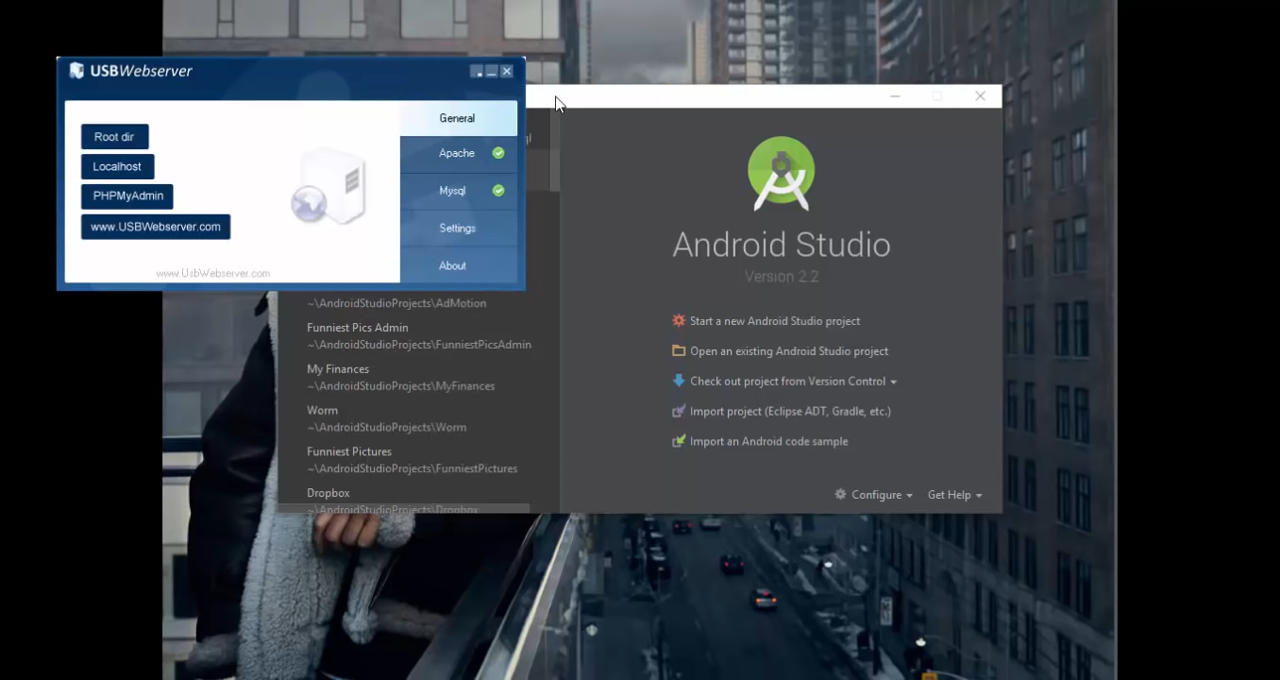 USBWebserver
General
Root dir
Apache
Localhost
Mysql
PHPMyAdmin
www.USBWebserver.com
Settings
About
www.UsbWebserver.com
~\AndroidStudioProjects\AdMotion
Funniest Pics Admin
~\AndroidStudioProjects\FunniestPicsAdmin
My Finances
~\AndroidStudioProjects\MyFinances
Worm
~\AndroidStudioProjects\Worm
Funniest Pictures
~\AndroidStudioProjects\FunniestPictures
Dropbox
~\AndroidStudioProjects\Dropbox
Android Studio
Version 2.2
Start a new Android Studio project
Open an existing Android Studio project
Check out project from Version Control
Import project (Eclipse ADT, Gradle, etc.)
Import an Android code sample
Configure
Get Help